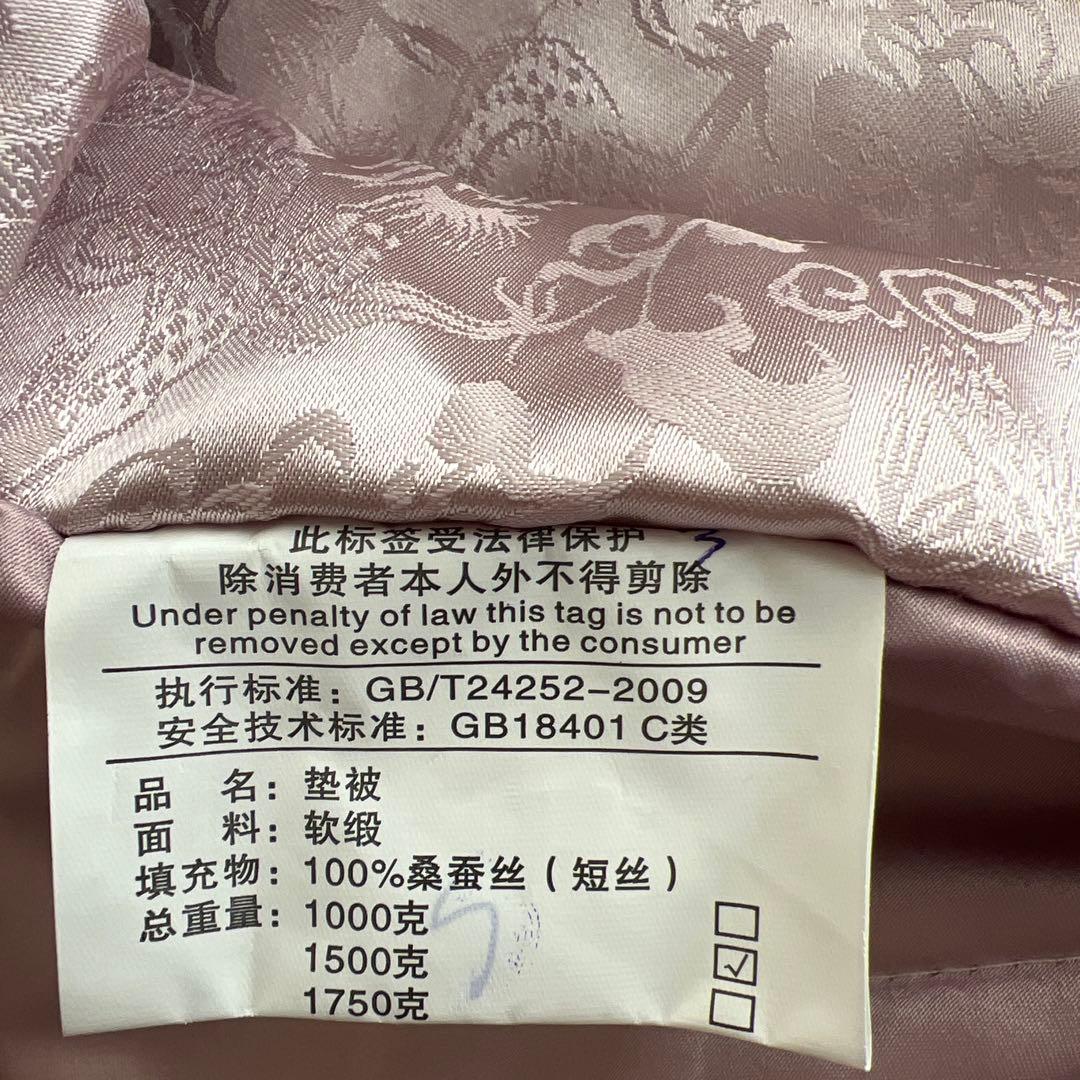 此标签受法律保护 3
除消费者本人外不得剪除
Under penalty of law this tag is not to be
removed except by the consumer
执行标准：GB/T24252-2009
安全技术标准：GB18401 C类
品 名：垫被
面 料：软缎
填充物：100%桑蚕丝（短丝）
总重量：1000克 ☐
1500克 ☑
1750克 ☐